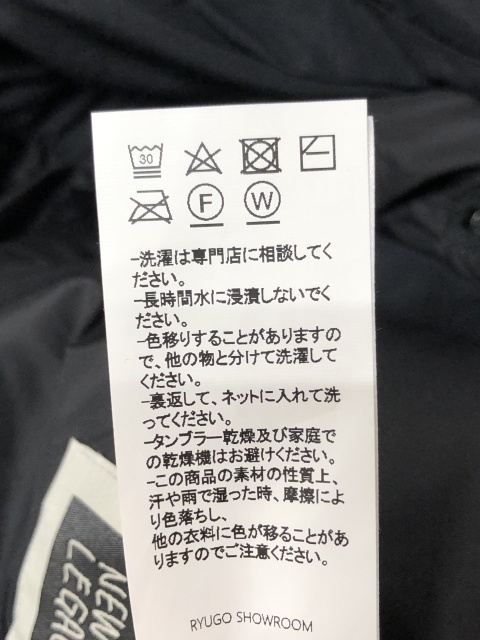 30
F
W
-洗濯は専門店に相談してく
ださい。
-長時間水に浸漬しないでく
ださい。
-色移りすることがありますの
で、他の物と分けて洗濯して
ください。
-裏返して、ネットに入れて洗
ってください。
-タンブラー乾燥及び家庭で
の乾燥機はお避けください。
-この商品の素材の性質上、
汗や雨で湿った時、摩擦によ
り色落ちし、
他の衣料に色が移ることがあ
りますのでご注意ください。
RYUGO SHOWROOM
NEW
LEGA